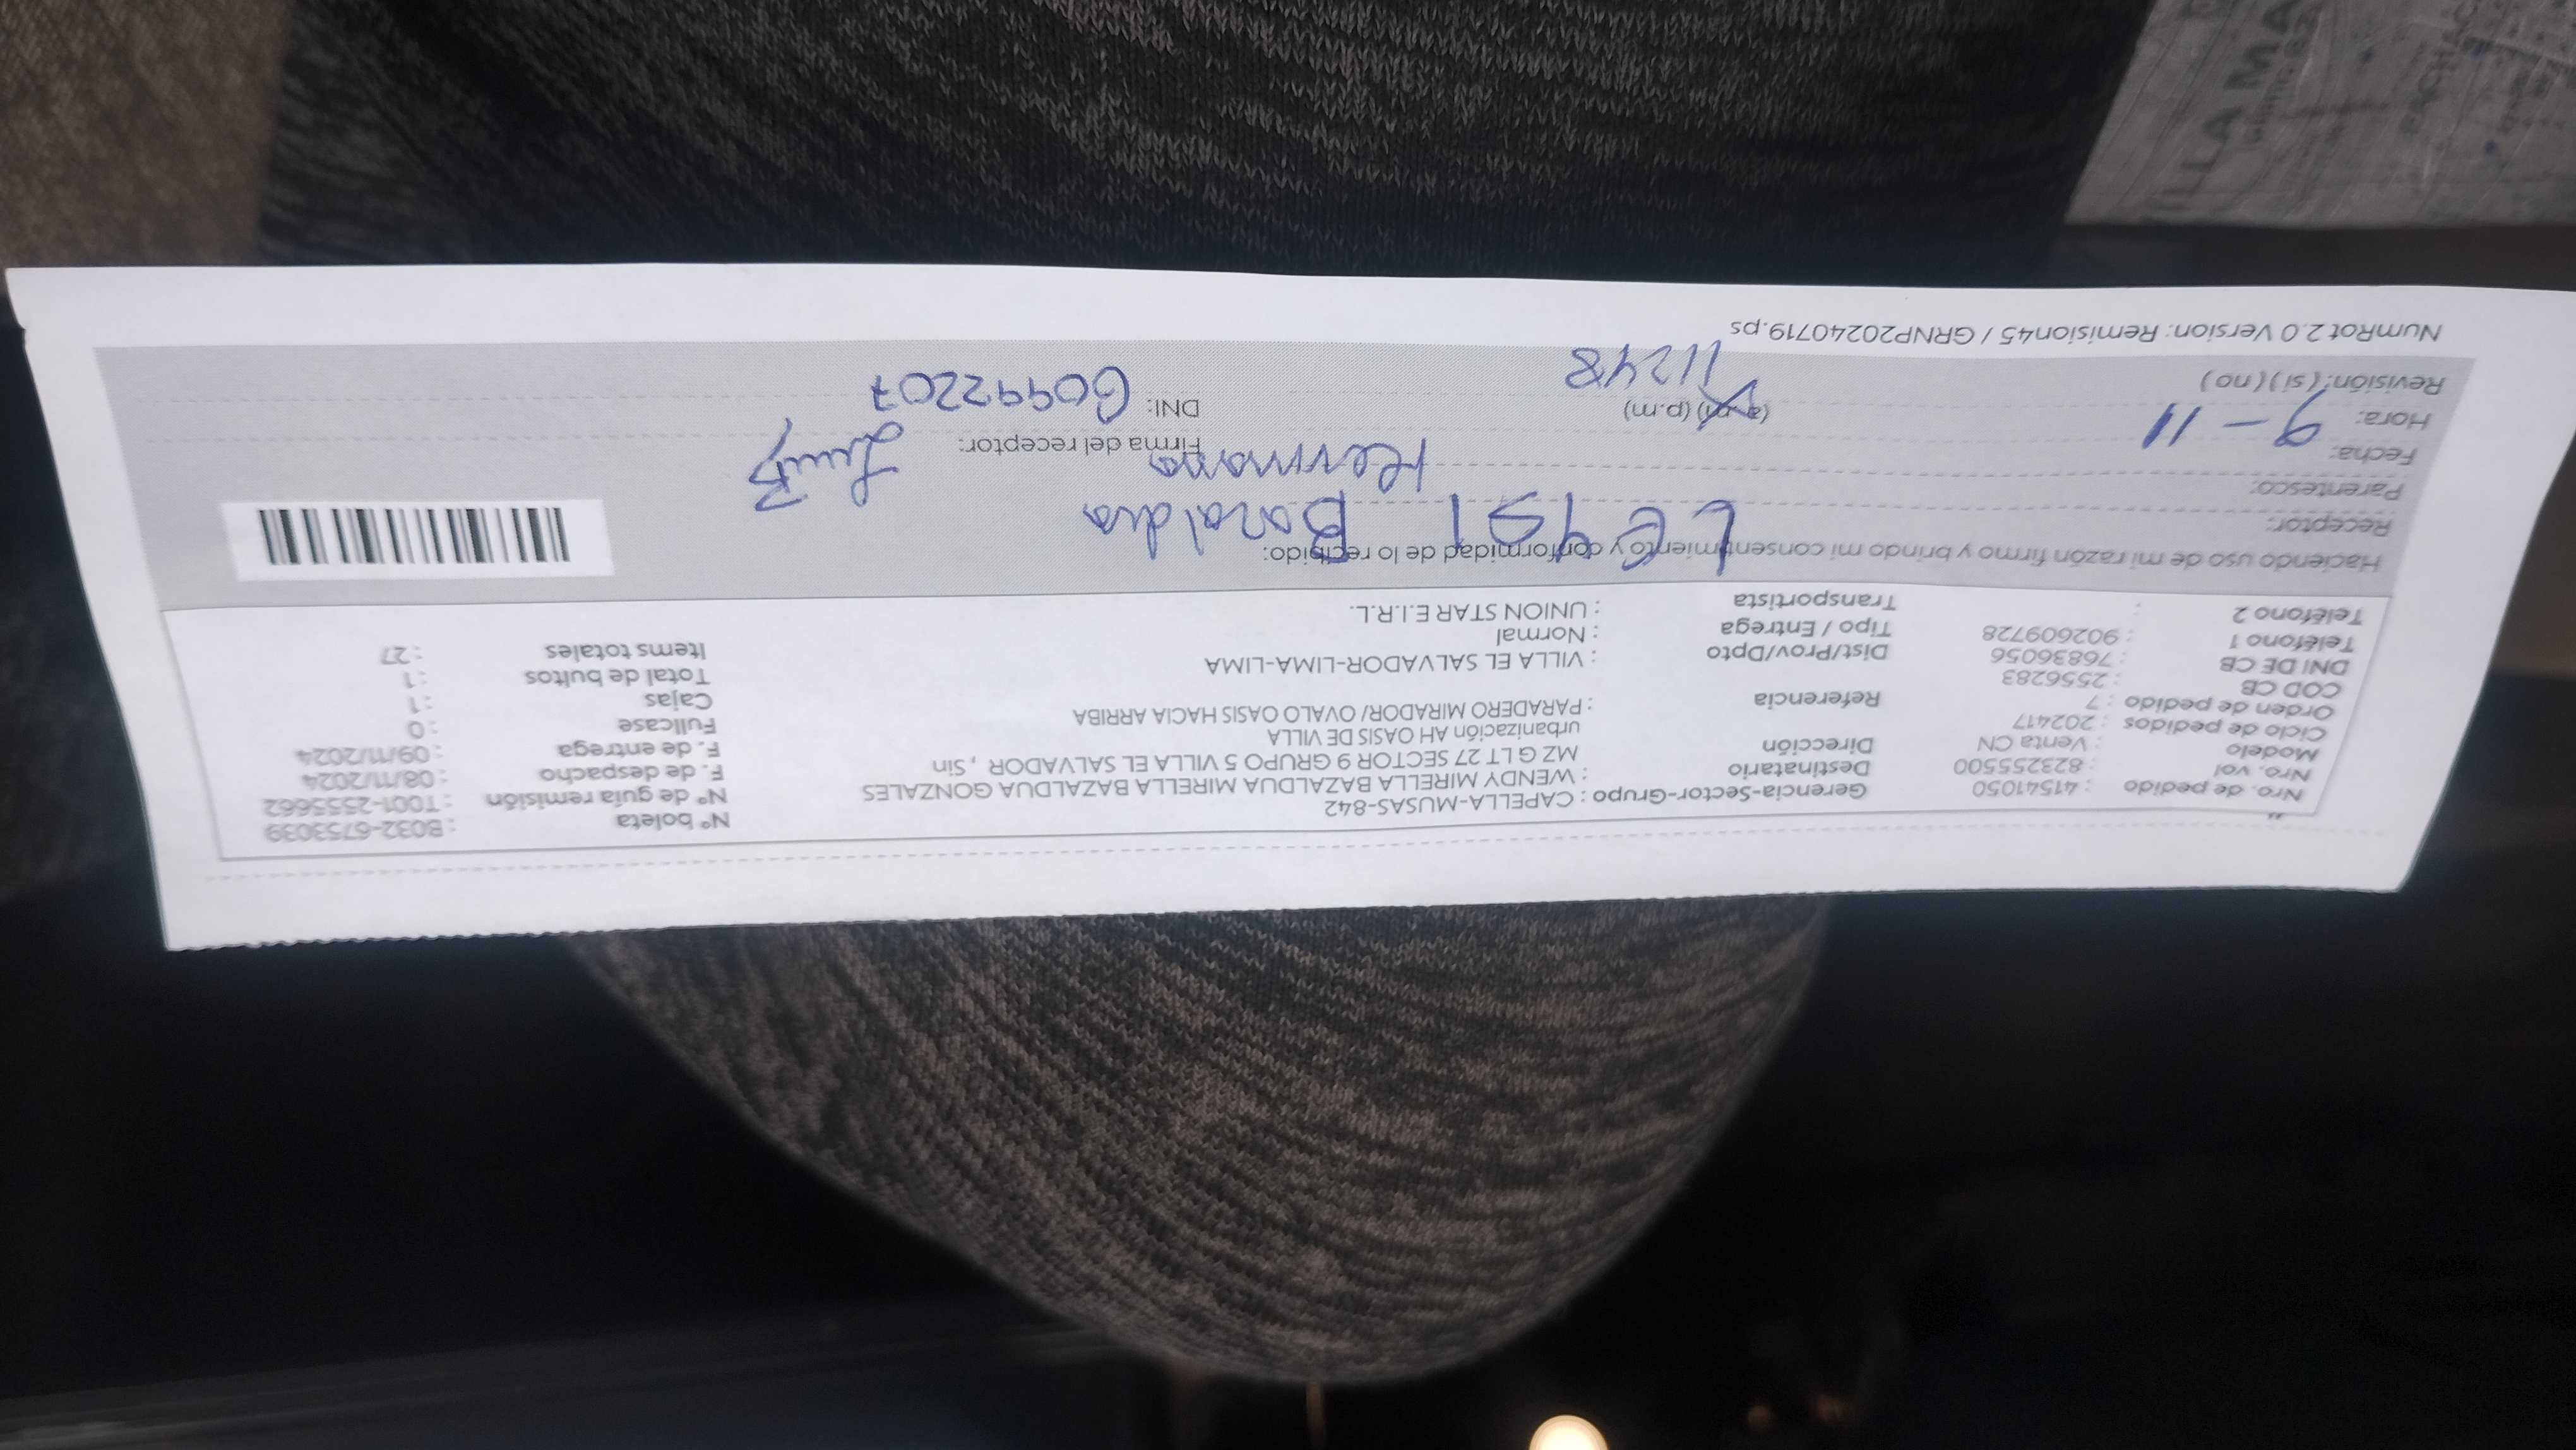 Nº boleta : B032-6753039
Nº de guía remisión : T001-2555662
F. de despacho : 08/11/2024
F. de entrega : 09/11/2024
Fullcase : 0
Cajas : 1
Total de bultos : 1
Items totales : 27
Nro. de pedido : 41541050
Nro. vol : 823255500
Modelo : Venta CN
Ciclo de pedidos : 202417
Orden de pedido : 7
COD CB : 2556283
DNI DE CB : 76836056
Teléfono 1 : 902609728
Teléfono 2 :
Gerencia-Sector-Grupo : CAPELLA-MUSAS-842
Destinatario : WENDY MIRELLA BAZALDUA MIRELLA BAZALDUA GONZALES
Dirección MZ G LT 27 SECTOR 9 GRUPO 5 VILLA EL SALVADOR , Sin
urbanización AH OASIS DE VILLA
Referencia : PARADERO MIRADOR/ OVALO OASIS HACIA ARRIBA
Dist/Prov/Dpto : VILLA EL SALVADOR-LIMA-LIMA
Tipo / Entrega : Normal
Transportista : UNION STAR E.I.R.L.
Haciendo uso de mi razón firmo y brindo mi consentimiento y conformidad de lo recibido:
Receptor:
Parentesco: Hermana
Fecha: 9-11
Hora: 11248 (a.m) (p.m)
Revisión: (si) (no)
Firma del receptor:
DNI: 60992207
NumRot 2.0 Version: Remision45 / GRNP20240719.ps